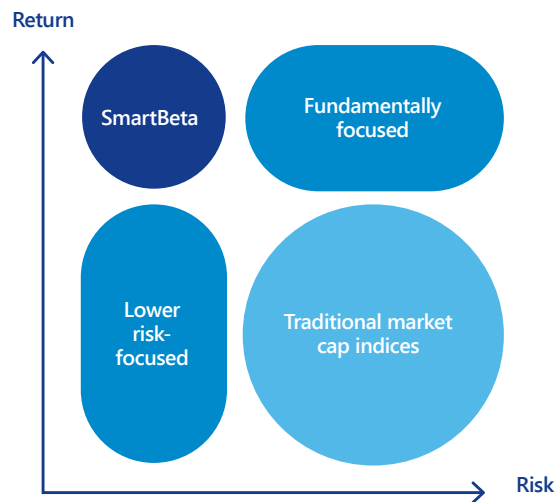 Return
SmartBeta
Fundamentally
focused
Lower
risk-
focused
Traditional market
cap indices
Risk